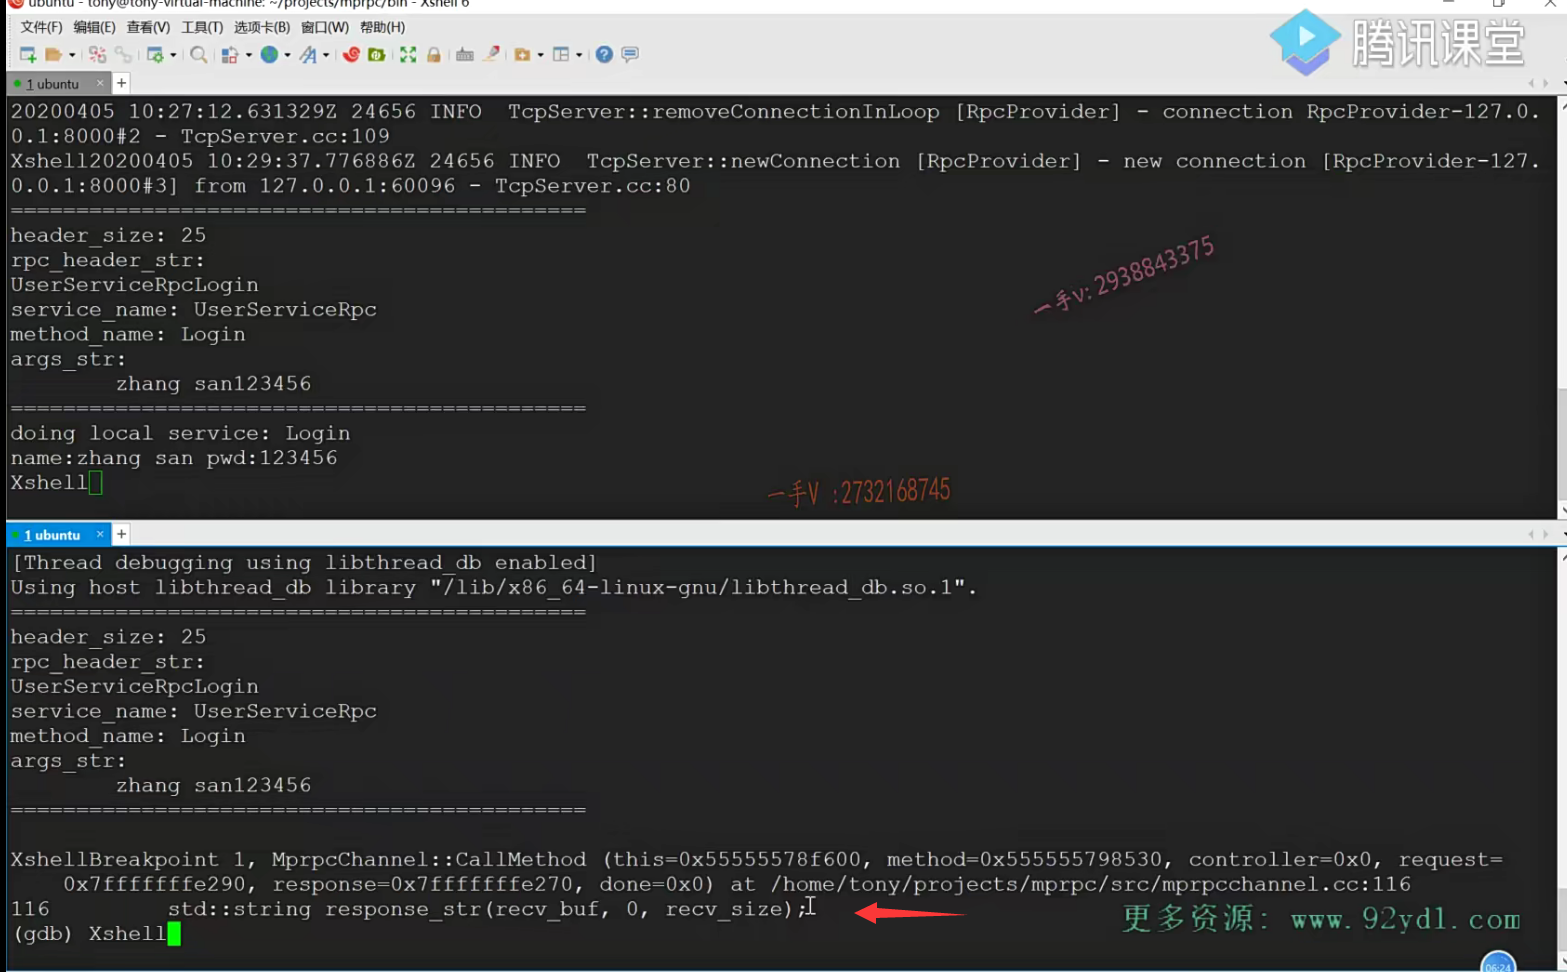 ubuntu - tony@tony-virtual-machine: ~/projects/mprpc/bin - Xshell 6
文件(F) 编辑(E) 查看(V) 工具(T) 选项卡(B) 窗口(W) 帮助(H)
腾讯课堂
1 ubuntu × +
20200405 10:27:12.631329Z 24656 INFO  TcpServer::removeConnectionInLoop [RpcProvider] - connection RpcProvider-127.0.
0.1:8000#2 - TcpServer.cc:109
Xshell20200405 10:29:37.776886Z 24656 INFO  TcpServer::newConnection [RpcProvider] - new connection [RpcProvider-127.
0.0.1:8000#3] from 127.0.0.1:60096 - TcpServer.cc:80
============================================
header_size: 25
rpc_header_str:
UserServiceRpcLogin
service_name: UserServiceRpc
method_name: Login
args_str:
zhang san123456
============================================
doing local service: Login
name:zhang san pwd:123456
Xshell
一手V: 2938843375
一手V :2732168745
1 ubuntu × +
[Thread debugging using libthread_db enabled]
Using host libthread_db library "/lib/x86_64-linux-gnu/libthread_db.so.1".
============================================
header_size: 25
rpc_header_str:
UserServiceRpcLogin
service_name: UserServiceRpc
method_name: Login
args_str:
zhang san123456
============================================
XshellBreakpoint 1, MprpcChannel::CallMethod (this=0x55555578f600, method=0x555555798530, controller=0x0, request=
0x7fffffffe290, response=0x7fffffffe270, done=0x0) at /home/tony/projects/mprpc/src/mprpcchannel.cc:116
116         std::string response_str(recv_buf, 0, recv_size);
(gdb) Xshell
更多资源: www.92ydl.com
06:24